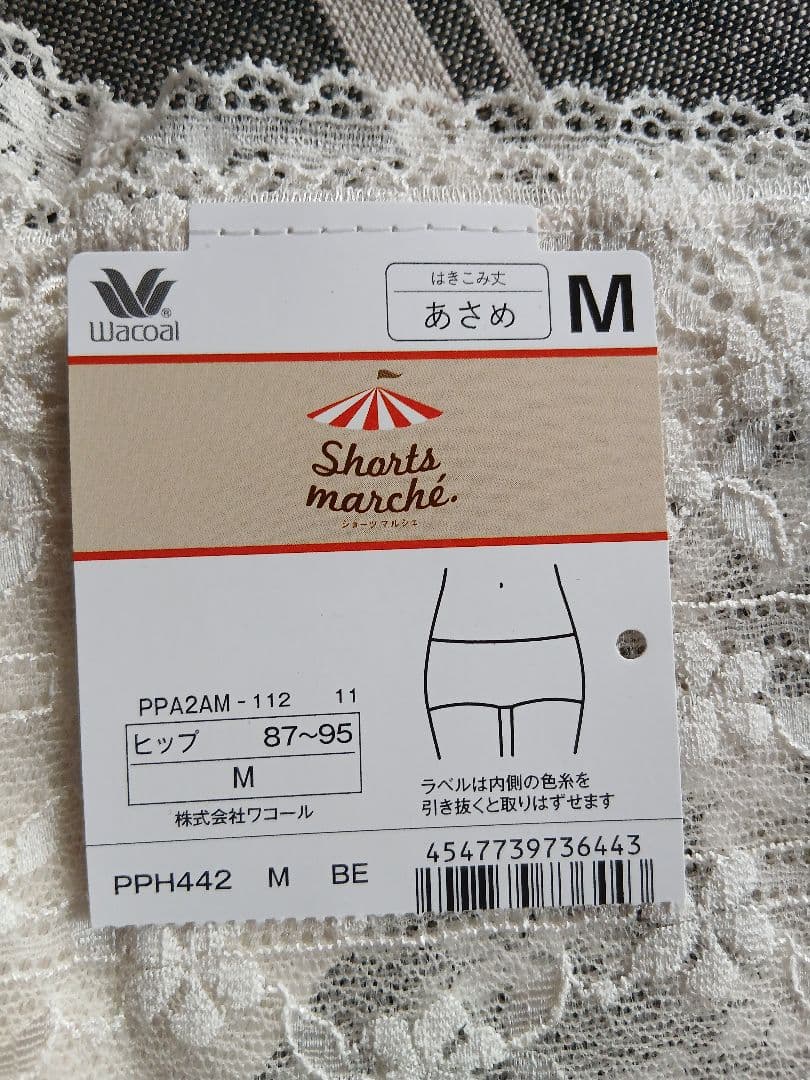 Wacoal®
はきこみ丈
あさめ
M
Shorts
marché.
ショーツ マルシェ
PPA2AM-112 11
ヒップ 87〜95
M
株式会社ワコール
ラベルは内側の色糸を
引き抜くと取りはずせます
PPH442 M BE
4547739736443